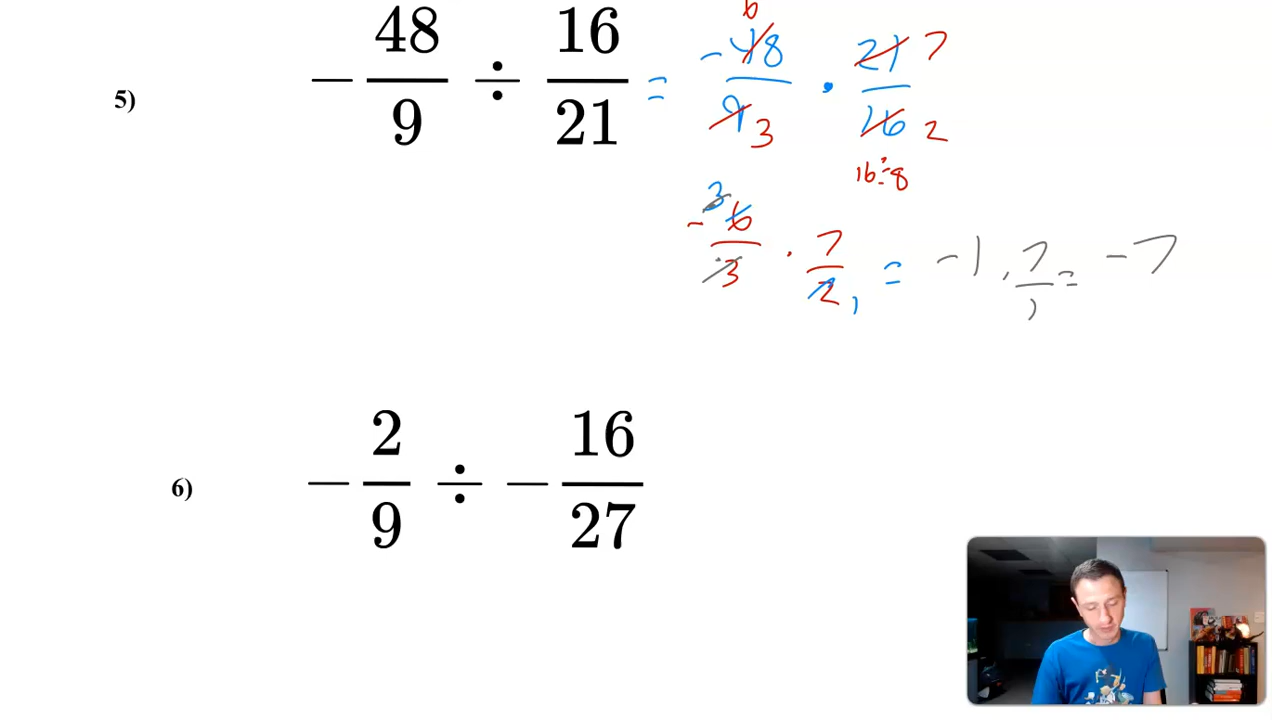 5) -48/9 ÷ 16/21 = -48/9 · 21/16
6 7
3 2
16÷8
3
-6/3 · 7/2 = -1 · 7/1 = -7
1
6) -2/9 ÷ -16/27